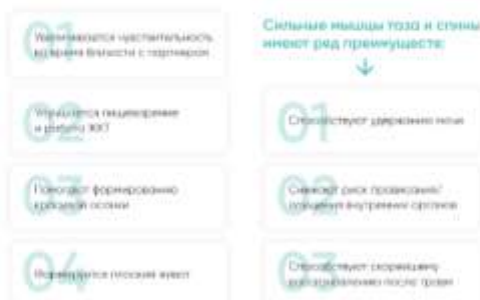 01
Увеличивается чувствительность
во время близости с партнером
02
Улучшается пищеварение
и работа ЖКТ
03
Помогают формированию
красивой осанки
04
Формируется плоский живот
Сильные мышцы таза и спины
имеют ряд преимуществ:
01
Способствуют удержанию мочи
02
Снижают риск провисания/
опущения внутренних органов
03
Способствует скорейшему
восстановлению после травм